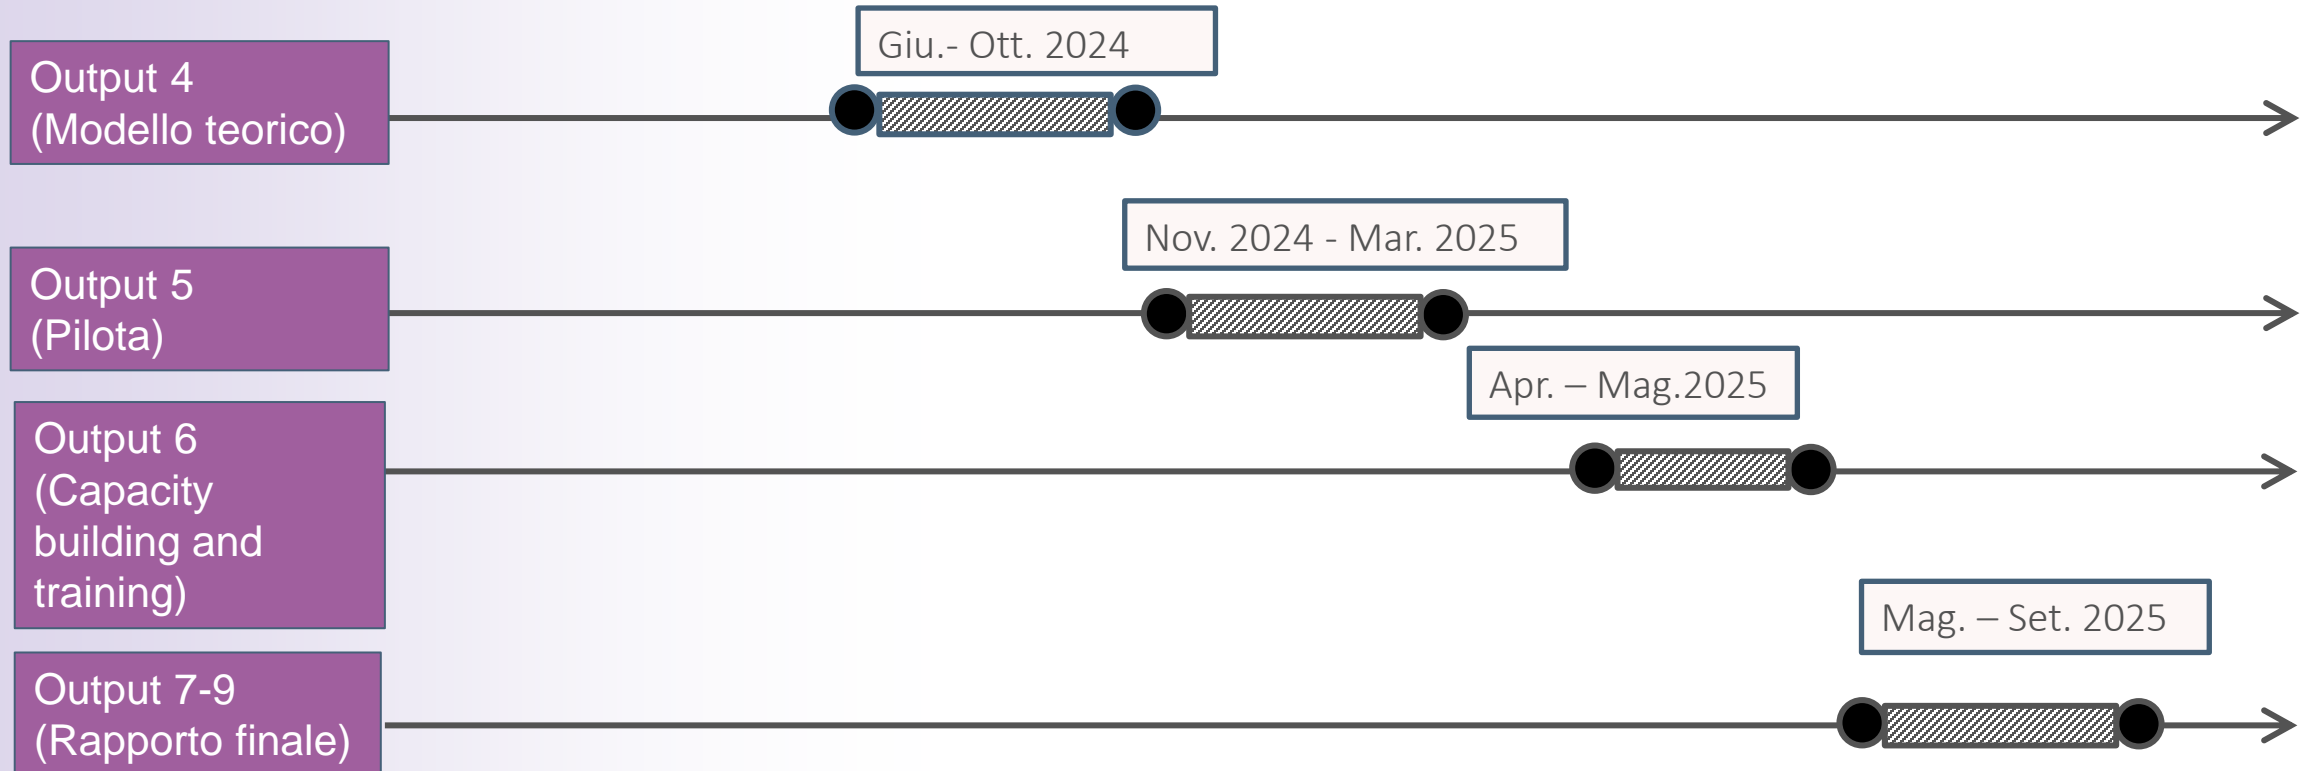 Giu.- Ott. 2024
Output 4
(Modello teorico)
Nov. 2024 - Mar. 2025
Output 5
(Pilota)
Apr. – Mag.2025
Output 6
(Capacity
building and
training)
Mag. – Set. 2025
Output 7-9
(Rapporto finale)